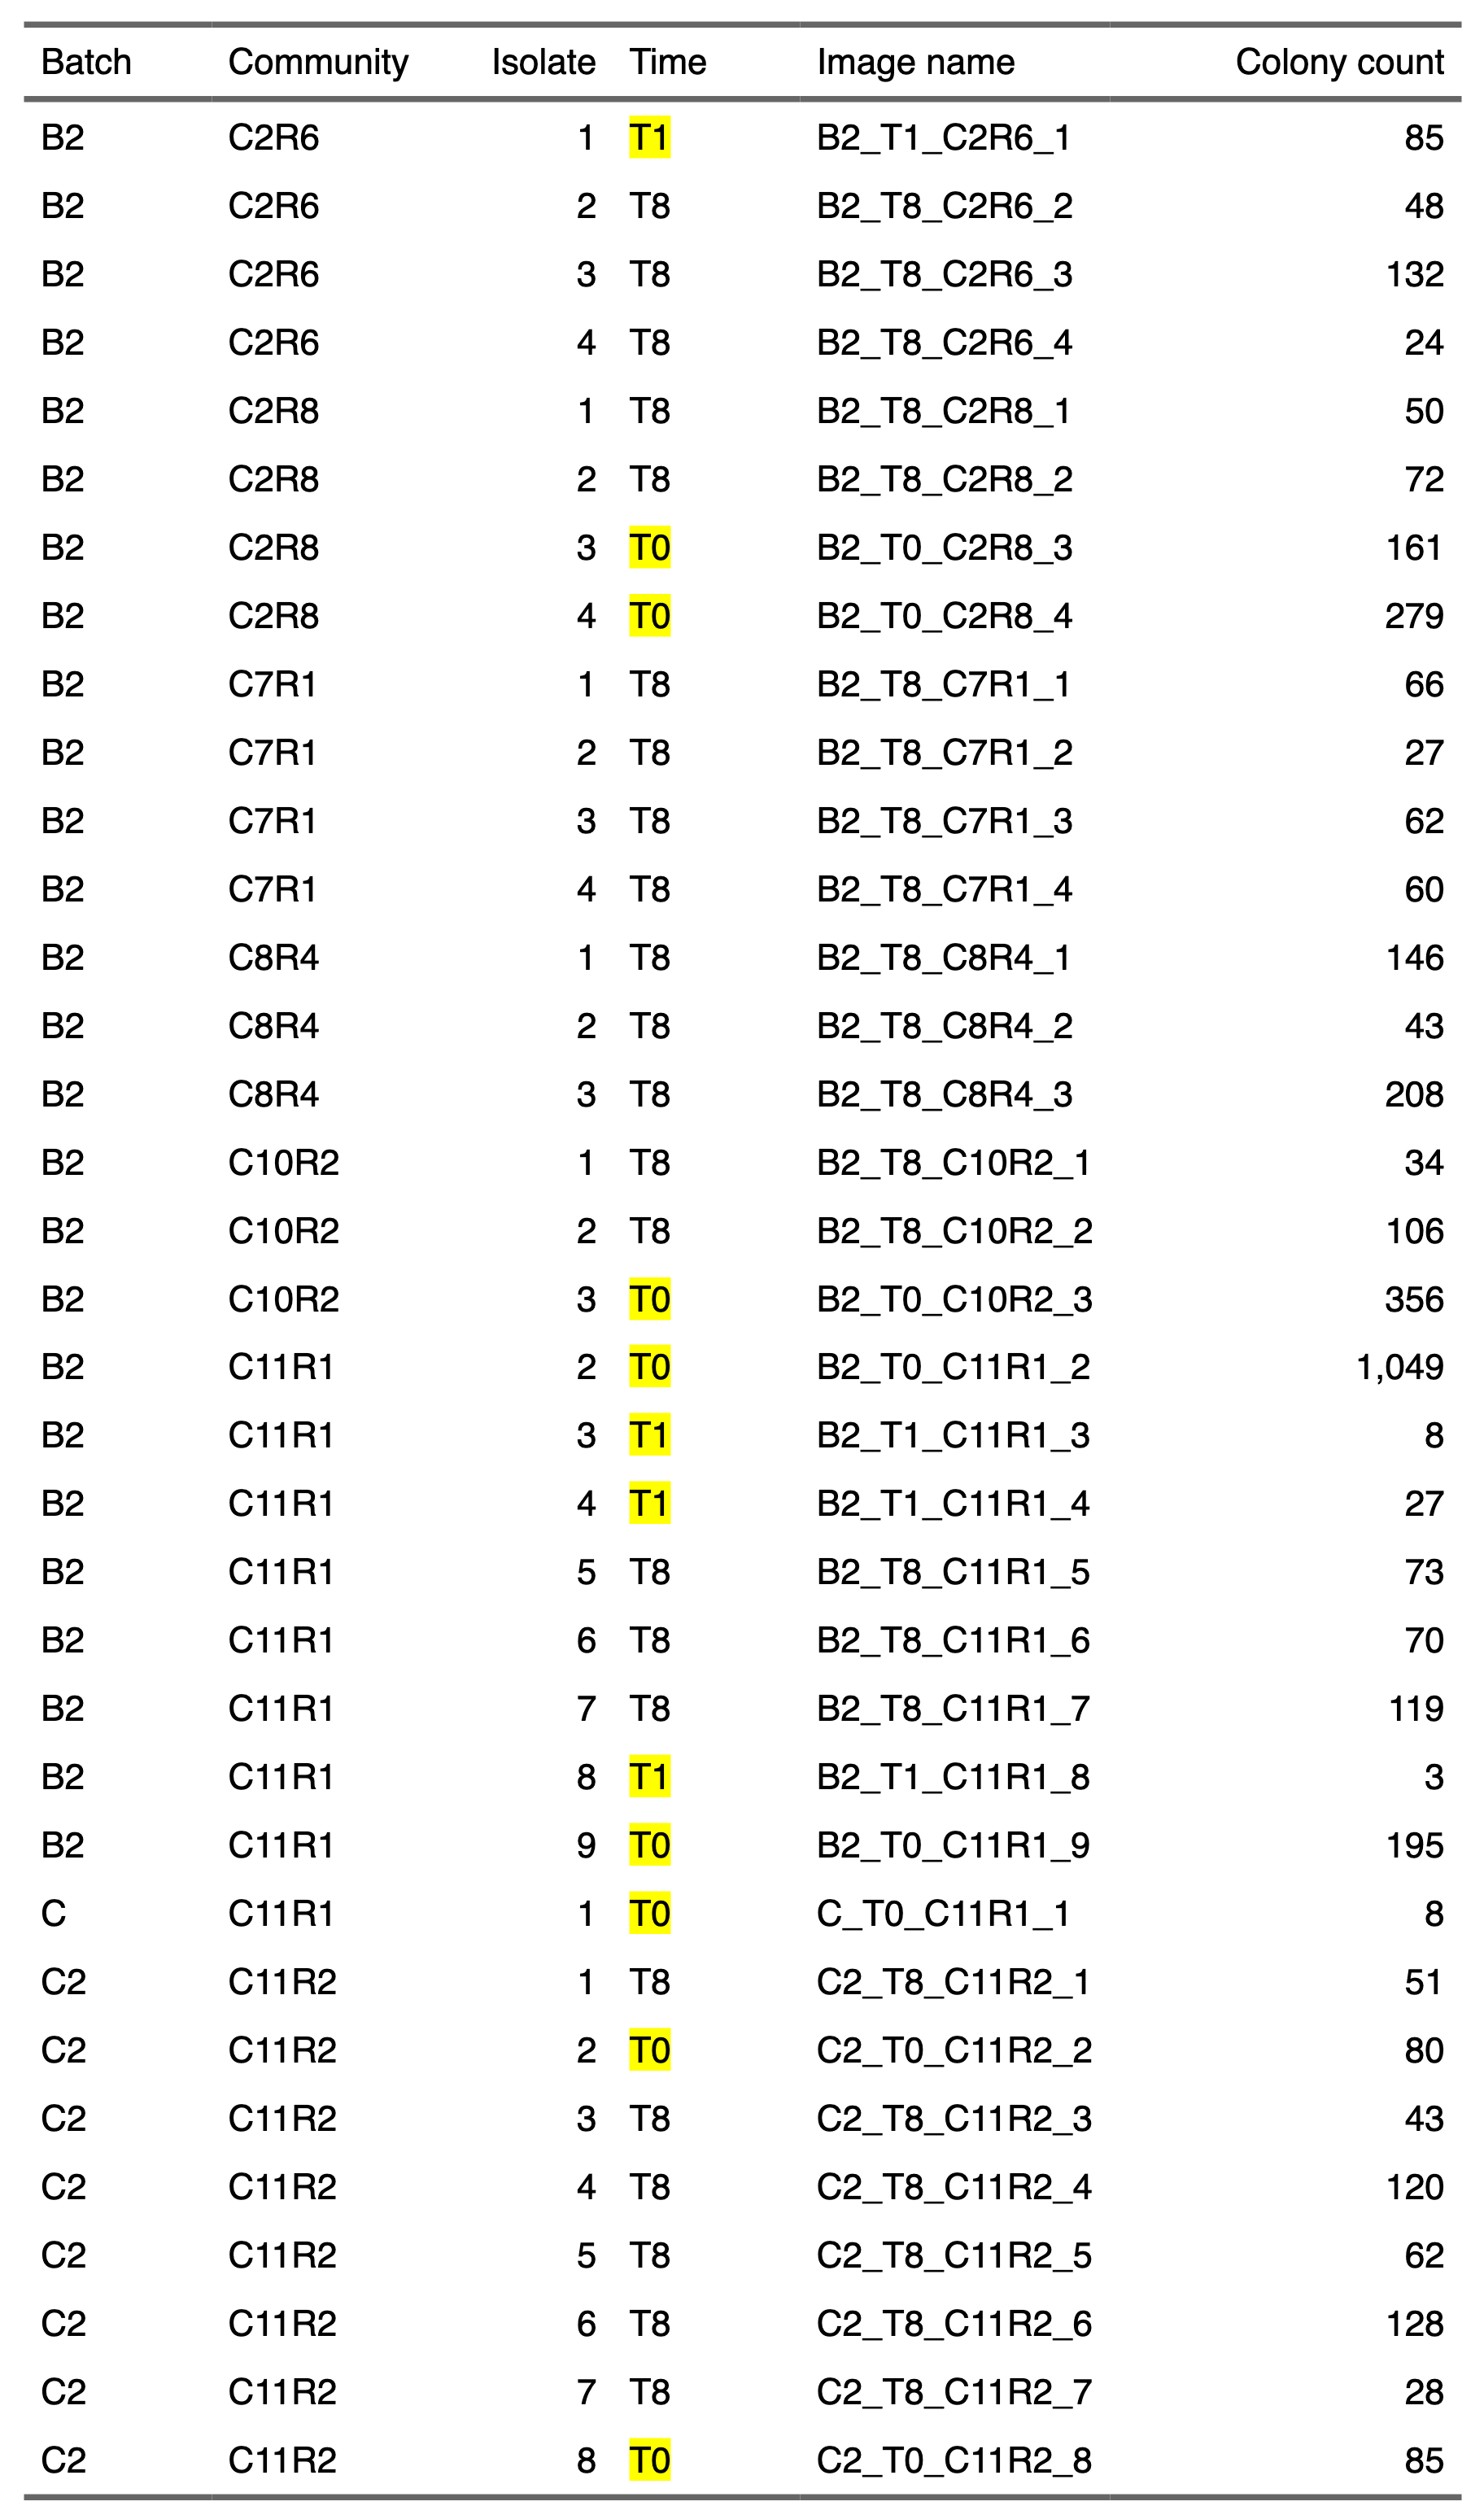 Batch Community Isolate Time Image name Colony count
B2 C2R6 1 T1 B2_T1_C2R6_1 85
B2 C2R6 2 T8 B2_T8_C2R6_2 48
B2 C2R6 3 T8 B2_T8_C2R6_3 132
B2 C2R6 4 T8 B2_T8_C2R6_4 24
B2 C2R8 1 T8 B2_T8_C2R8_1 50
B2 C2R8 2 T8 B2_T8_C2R8_2 72
B2 C2R8 3 T0 B2_T0_C2R8_3 161
B2 C2R8 4 T0 B2_T0_C2R8_4 279
B2 C7R1 1 T8 B2_T8_C7R1_1 66
B2 C7R1 2 T8 B2_T8_C7R1_2 27
B2 C7R1 3 T8 B2_T8_C7R1_3 62
B2 C7R1 4 T8 B2_T8_C7R1_4 60
B2 C8R4 1 T8 B2_T8_C8R4_1 146
B2 C8R4 2 T8 B2_T8_C8R4_2 43
B2 C8R4 3 T8 B2_T8_C8R4_3 208
B2 C10R2 1 T8 B2_T8_C10R2_1 34
B2 C10R2 2 T8 B2_T8_C10R2_2 106
B2 C10R2 3 T0 B2_T0_C10R2_3 356
B2 C11R1 2 T0 B2_T0_C11R1_2 1,049
B2 C11R1 3 T1 B2_T1_C11R1_3 8
B2 C11R1 4 T1 B2_T1_C11R1_4 27
B2 C11R1 5 T8 B2_T8_C11R1_5 73
B2 C11R1 6 T8 B2_T8_C11R1_6 70
B2 C11R1 7 T8 B2_T8_C11R1_7 119
B2 C11R1 8 T1 B2_T1_C11R1_8 3
B2 C11R1 9 T0 B2_T0_C11R1_9 195
C C11R1 1 T0 C_T0_C11R1_1 8
C2 C11R2 1 T8 C2_T8_C11R2_1 51
C2 C11R2 2 T0 C2_T0_C11R2_2 80
C2 C11R2 3 T8 C2_T8_C11R2_3 43
C2 C11R2 4 T8 C2_T8_C11R2_4 120
C2 C11R2 5 T8 C2_T8_C11R2_5 62
C2 C11R2 6 T8 C2_T8_C11R2_6 128
C2 C11R2 7 T8 C2_T8_C11R2_7 28
C2 C11R2 8 T0 C2_T0_C11R2_8 85